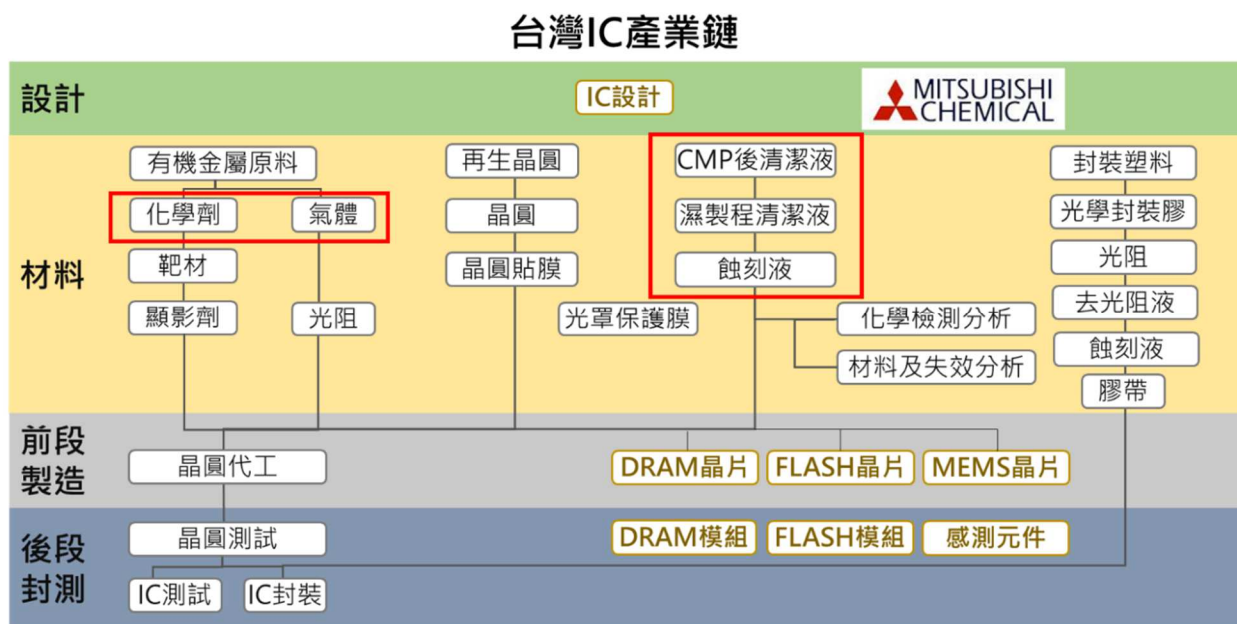 台灣IC產業鏈
設計
IC設計
MITSUBISHI
CHEMICAL
材料
有機金屬原料
化學劑
氣體
靶材
顯影劑
光阻
再生晶圓
晶圓
晶圓貼膜
CMP後清潔液
濕製程清潔液
蝕刻液
光罩保護膜
化學檢測分析
材料及失效分析
封裝塑料
光學封裝膠
光阻
去光阻液
蝕刻液
膠帶
前段
製造
晶圓代工
DRAM晶片
FLASH晶片
MEMS晶片
後段
封測
晶圓測試
DRAM模組
FLASH模組
感測元件
IC測試
IC封裝